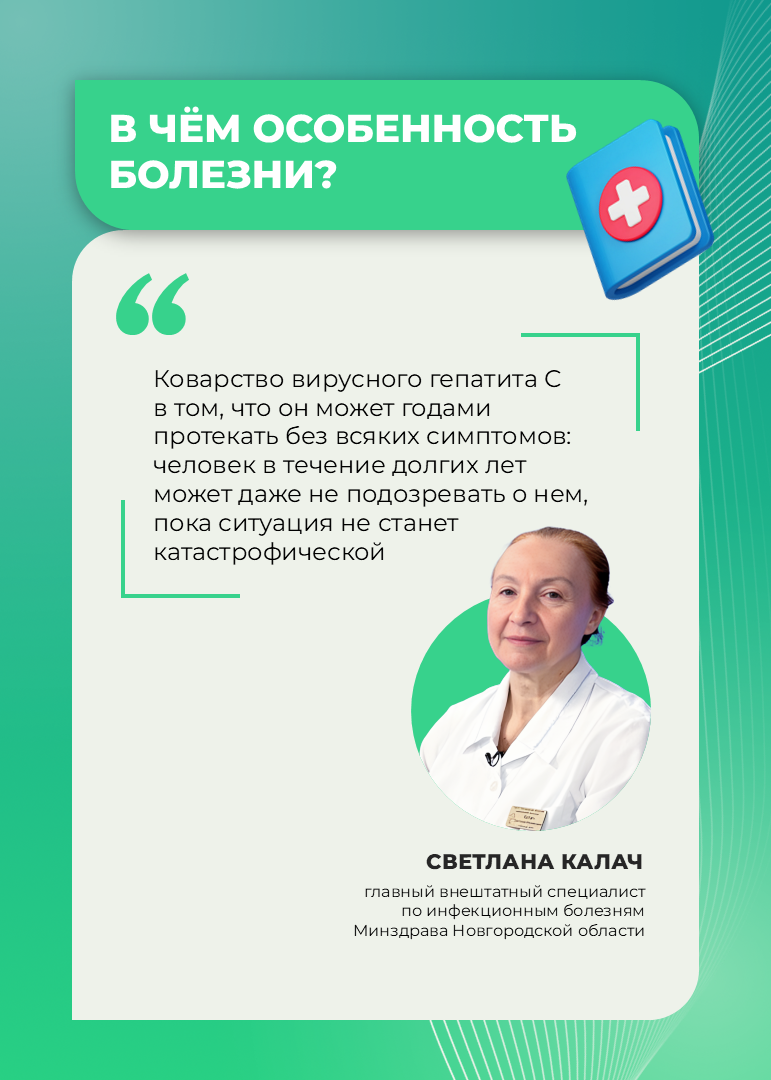 В ЧЁМ ОСОБЕННОСТЬ
БОЛЕЗНИ?
Коварство вирусного гепатита С
в том, что он может годами
протекать без всяких симптомов:
человек в течение долгих лет
может даже не подозревать о нем,
пока ситуация не станет
катастрофической
СВЕТЛАНА КАЛАЧ
главный внештатный специалист
по инфекционным болезням
Минздрава Новгородской области